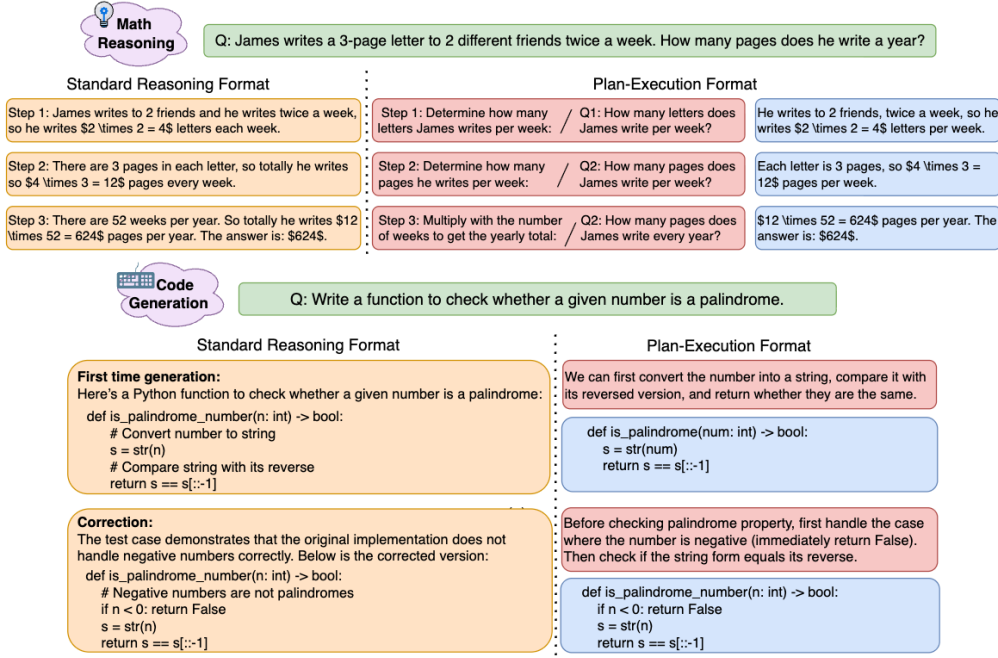 Math
Reasoning
Q: James writes a 3-page letter to 2 different friends twice a week. How many pages does he write a year?
Standard Reasoning Format
Plan-Execution Format
Step 1: James writes to 2 friends and he writes twice a week,
so he writes $2 \times 2 = 4$ letters each week.
Step 1: Determine how many
letters James writes per week:
/
Q1: How many letters does
James write per week?
He writes to 2 friends, twice a week, so he
writes $2 \times 2 = 4$ letters per week.
Step 2: There are 3 pages in each letter, so totally he writes
so $4 \times 3 = 12$ pages every week.
Step 2: Determine how many
pages he writes per week:
/
Q2: How many pages does
James write per week?
Each letter is 3 pages, so $4 \times 3 =
12$ pages per week.
Step 3: There are 52 weeks per year. So totally he writes $12
\times 52 = 624$ pages per year. The answer is: $624$.
Step 3: Multiply with the number
of weeks to get the yearly total:
/
Q2: How many pages does
James write every year?
$12 \times 52 = 624$ pages per year. The
answer is: $624$.
Code
Generation
Q: Write a function to check whether a given number is a palindrome.
Standard Reasoning Format
Plan-Execution Format
First time generation:
Here's a Python function to check whether a given number is a palindrome:
def is_palindrome_number(n: int) -> bool:
# Convert number to string
s = str(n)
# Compare string with its reverse
return s == s[::-1]
We can first convert the number into a string, compare it with
its reversed version, and return whether they are the same.
def is_palindrome(num: int) -> bool:
s = str(num)
return s == s[::-1]
Correction:
The test case demonstrates that the original implementation does not
handle negative numbers correctly. Below is the corrected version:
def is_palindrome_number(n: int) -> bool:
# Negative numbers are not palindromes
if n < 0: return False
s = str(n)
return s == s[::-1]
Before checking palindrome property, first handle the case
where the number is negative (immediately return False).
Then check if the string form equals its reverse.
def is_palindrome_number(n: int) -> bool:
if n < 0: return False
s = str(n)
return s == s[::-1]